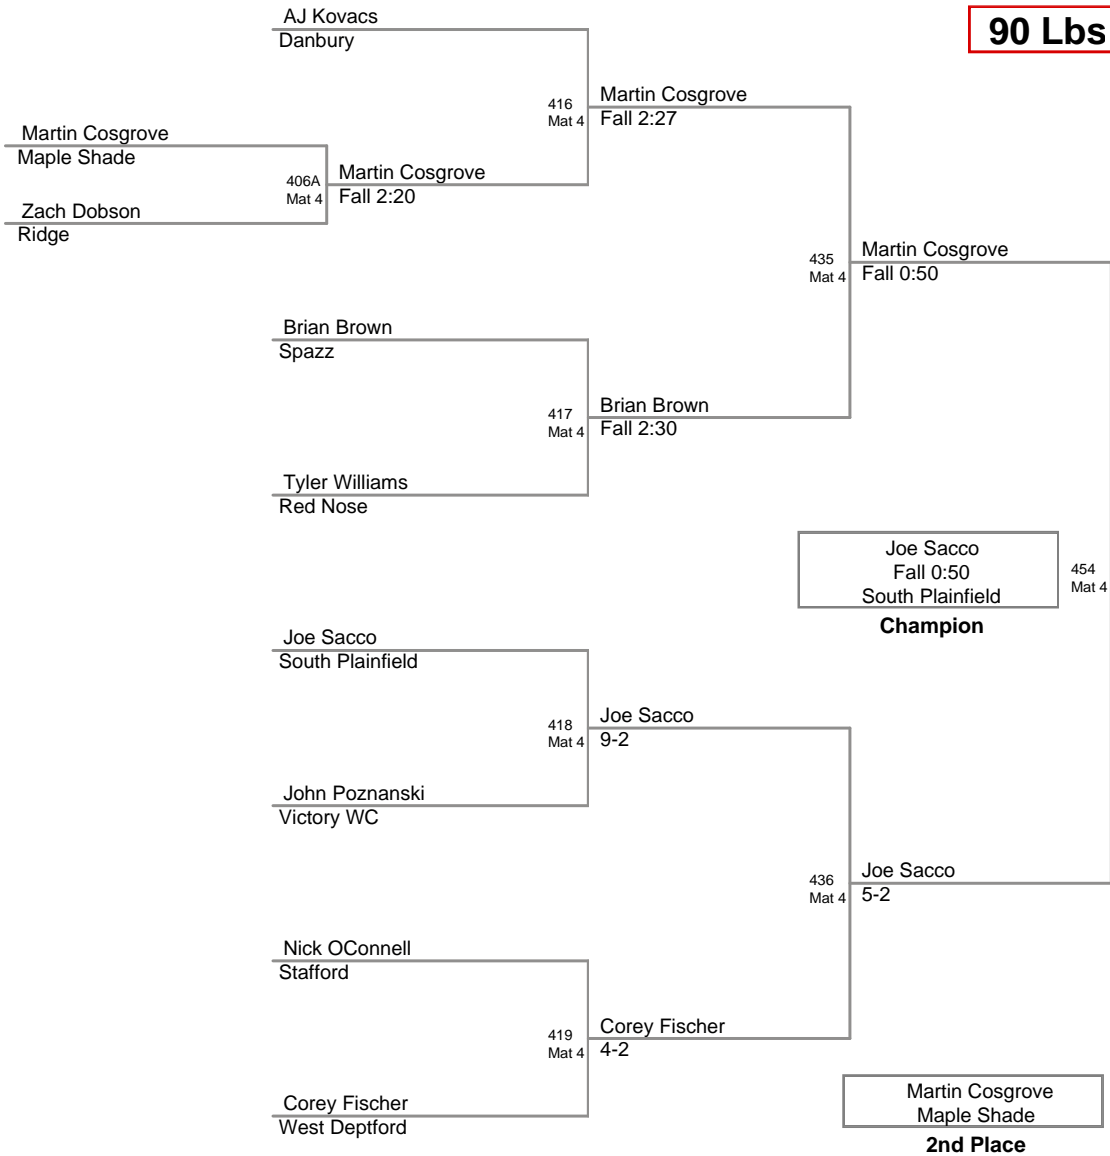 AJ Kovacs
Danbury
90 Lbs
416
Mat 4
Martin Cosgrove
Fall 2:27
Martin Cosgrove
Maple Shade
406A
Mat 4
Martin Cosgrove
Fall 2:20
Zach Dobson
Ridge
435
Mat 4
Martin Cosgrove
Fall 0:50
Brian Brown
Spazz
417
Mat 4
Brian Brown
Fall 2:30
Tyler Williams
Red Nose
Joe Sacco
Fall 0:50
South Plainfield
454
Mat 4
Champion
Joe Sacco
South Plainfield
418
Mat 4
Joe Sacco
9-2
John Poznanski
Victory WC
436
Mat 4
Joe Sacco
5-2
Nick OConnell
Stafford
419
Mat 4
Corey Fischer
4-2
Corey Fischer
West Deptford
Martin Cosgrove
Maple Shade
2nd Place